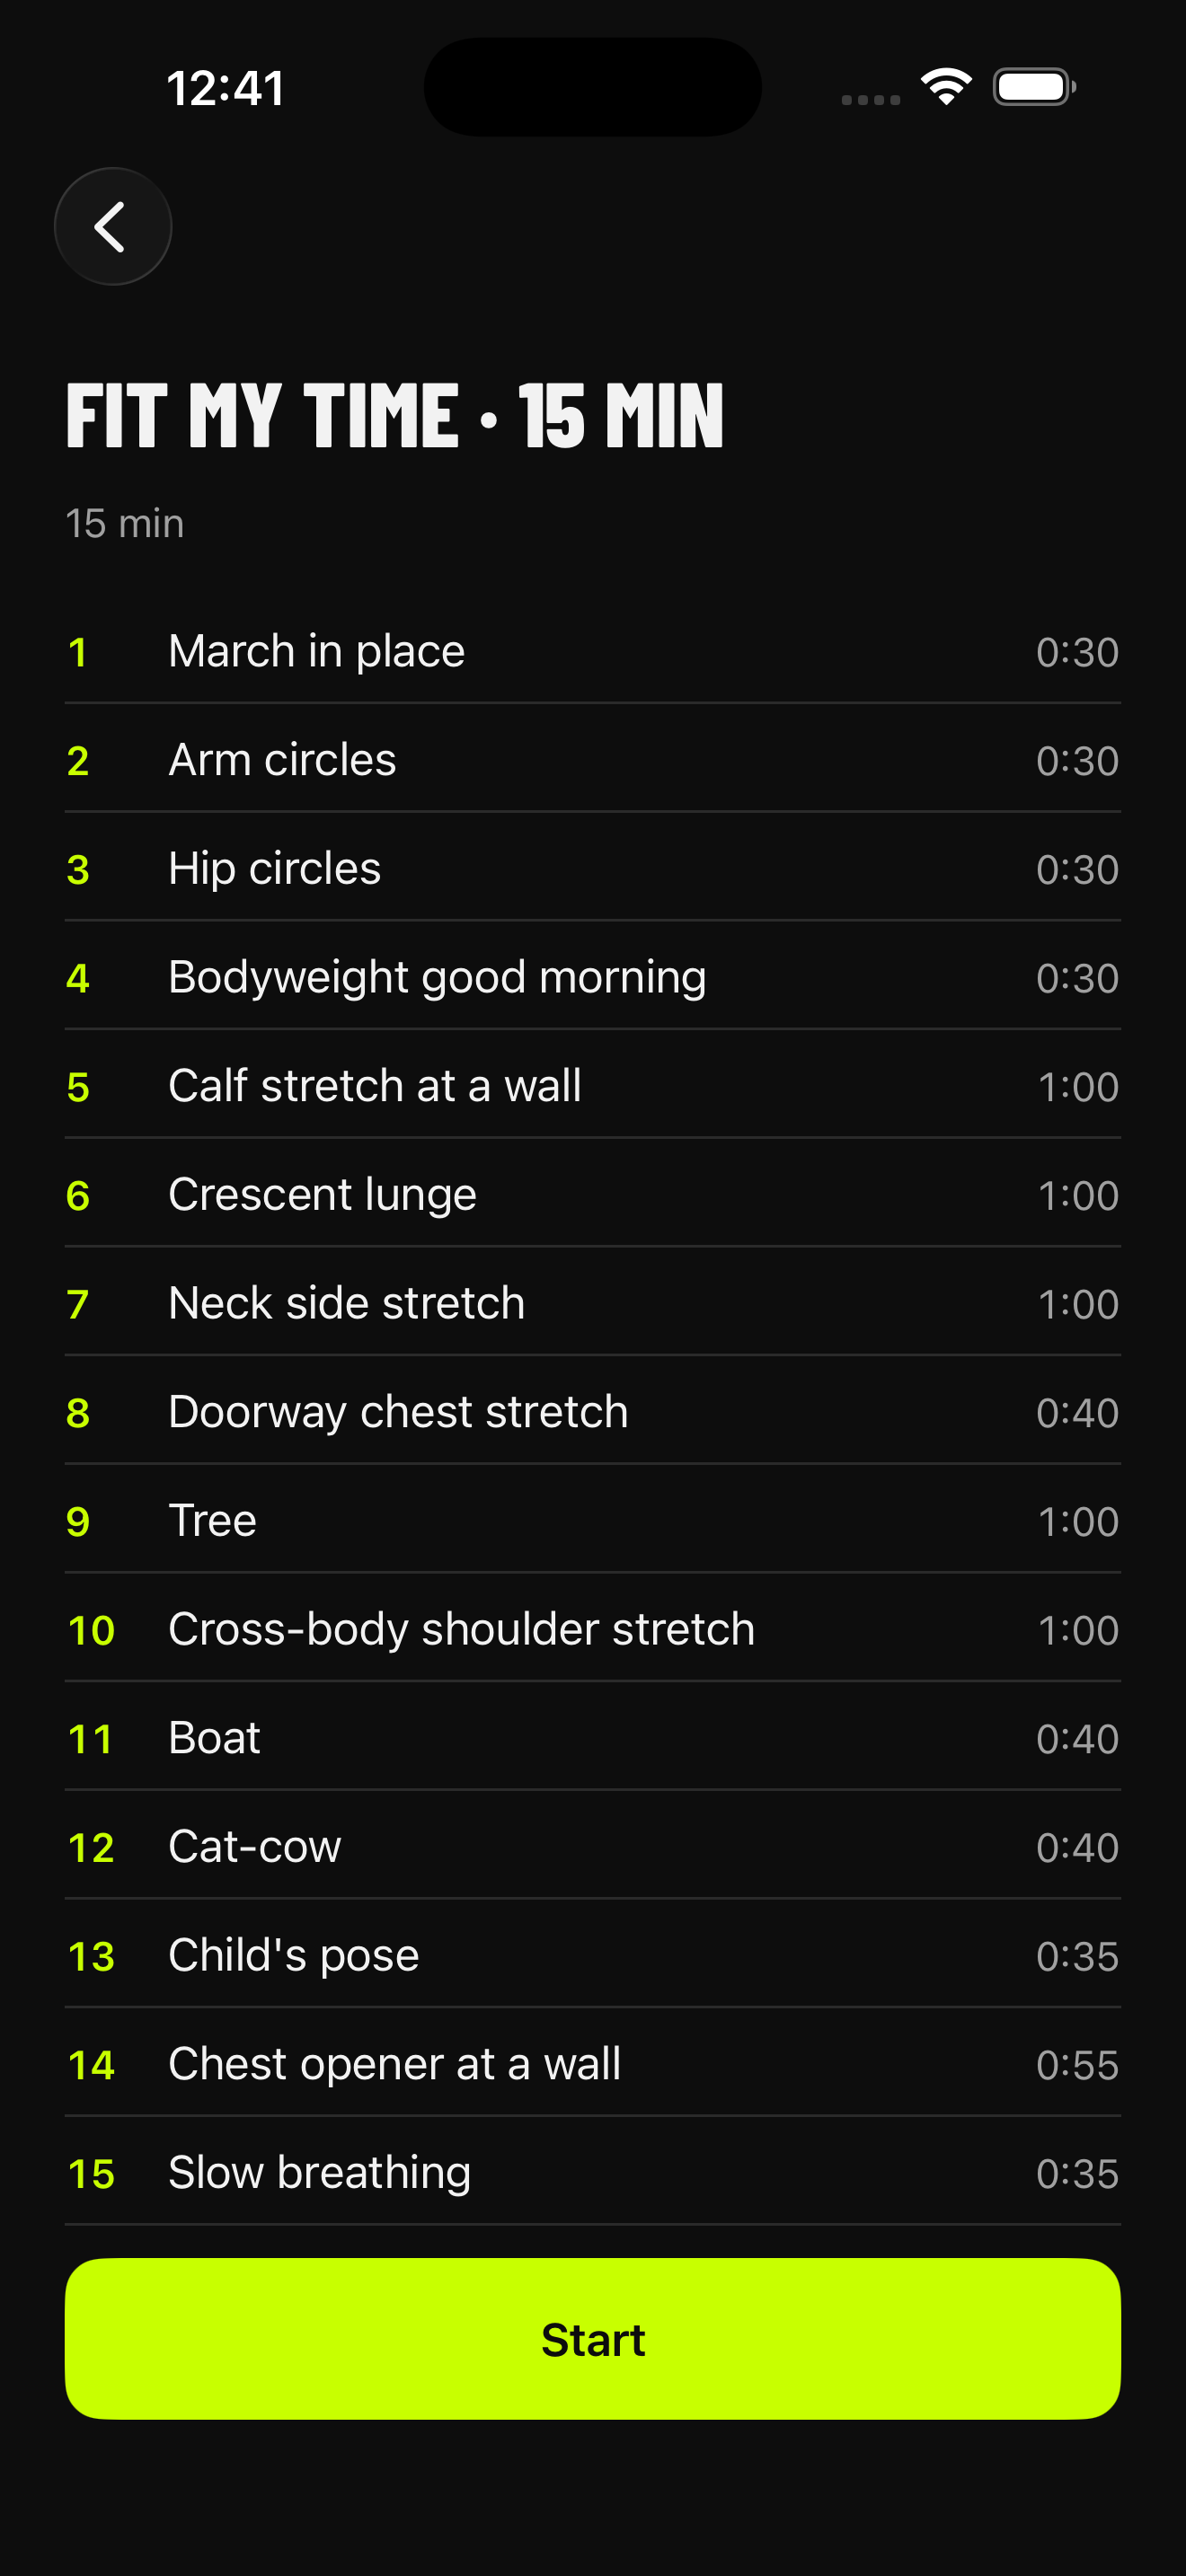 12:41
FIT MY TIME · 15 MIN
15 min
1 March in place 0:30
2 Arm circles 0:30
3 Hip circles 0:30
4 Bodyweight good morning 0:30
5 Calf stretch at a wall 1:00
6 Crescent lunge 1:00
7 Neck side stretch 1:00
8 Doorway chest stretch 0:40
9 Tree 1:00
10 Cross-body shoulder stretch 1:00
11 Boat 0:40
12 Cat-cow 0:40
13 Child's pose 0:35
14 Chest opener at a wall 0:55
15 Slow breathing 0:35
Start